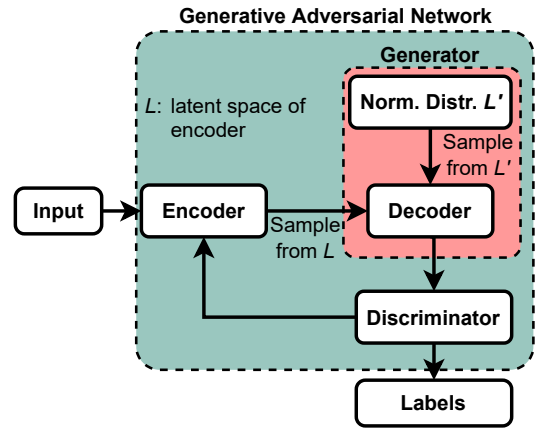 Generative Adversarial Network
Generator
Norm. Distr. L'
L: latent space of
encoder
Sample
from L'
Input
Encoder
Decoder
Sample
from L
Discriminator
Labels